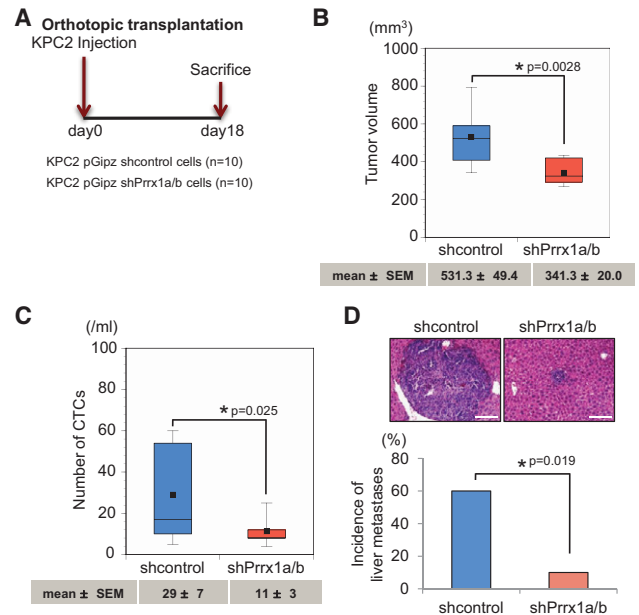 A Orthotopic transplantation
KPC2 Injection
Sacrifice
day0 day18
KPC2 pGipz shcontrol cells (n=10)
KPC2 pGipz shPrrx1a/b cells (n=10)
B
(mm³)
Tumor volume
1000
800
600
400
200
0
* p=0.0028
shcontrol shPrrx1a/b
mean ± SEM 531.3 ± 49.4 341.3 ± 20.0
C
(/ml)
Number of CTCs
100
80
60
40
20
0
* p=0.025
shcontrol shPrrx1a/b
mean ± SEM 29 ± 7 11 ± 3
D
shcontrol shPrrx1a/b
(%)
Incidence of
liver metastases
80
60
40
20
0
* p=0.019
shcontrol shPrrx1a/b